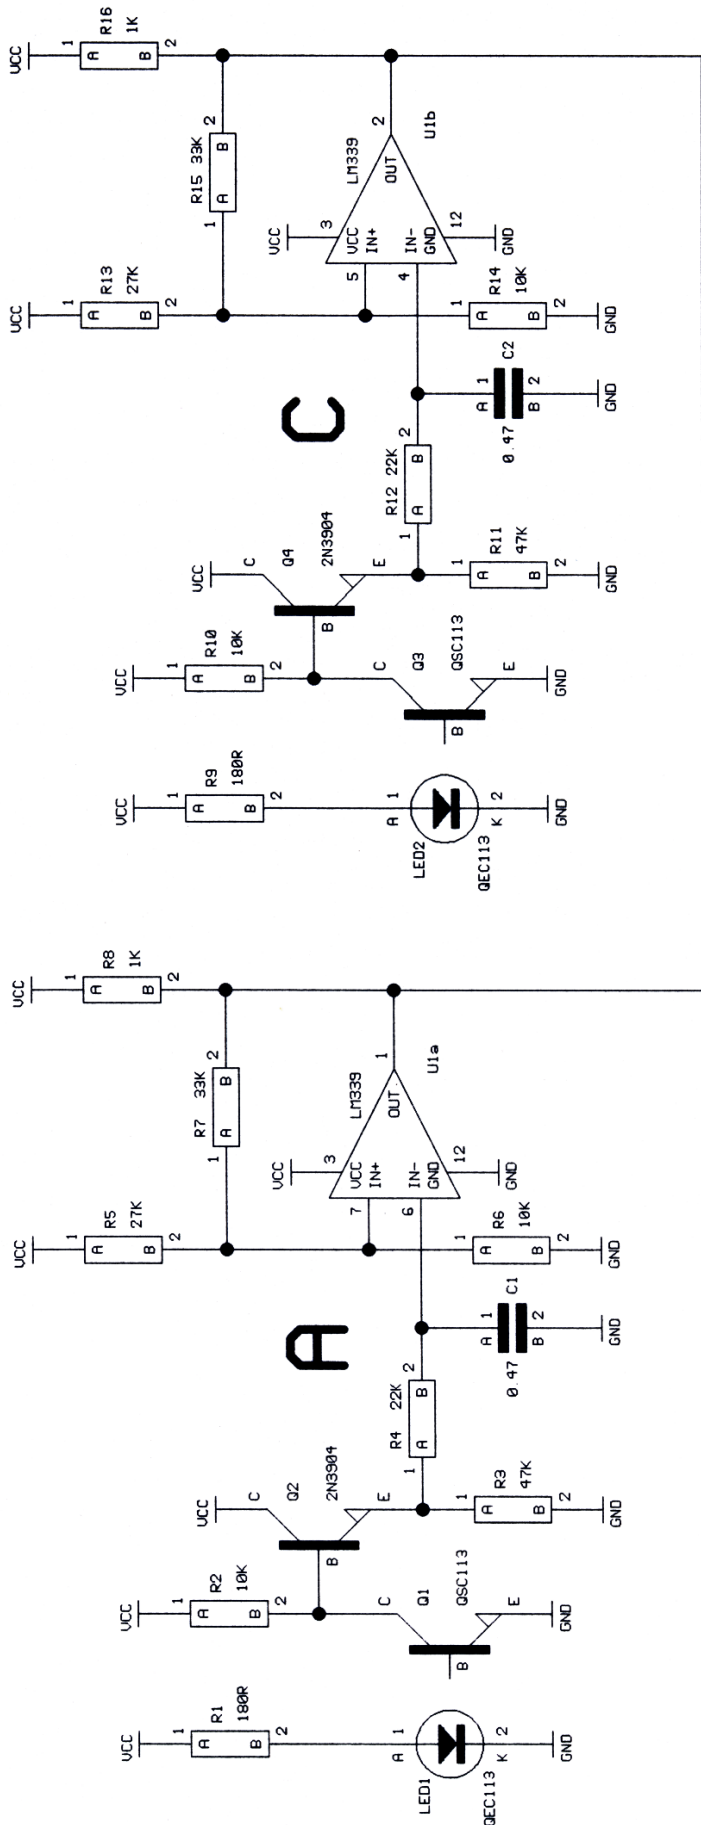 VCC
1
A
B
2
R1
180R
A
1
LED1
QEC113
K
2
GND
VCC
1
A
B
2
R2
10K
C
Q1
QSC113
B
E
GND
VCC
C
Q2
2N3904
B
E
1
A
B
2
R3
47K
GND
1
A
B
2
R4
22K
A
A
1
C1
0.47
B
2
GND
VCC
1
A
B
2
R5
27K
1
A
B
2
R6
10K
GND
1
A
B
2
R7
33K
VCC
3
VCC
7
IN+
6
IN-
GND
12
GND
LM339
OUT
1
U1a
VCC
1
A
B
2
R8
1K
VCC
1
A
B
2
R9
180R
A
1
LED2
QEC113
K
2
GND
VCC
1
A
B
2
R10
10K
C
Q3
QSC113
B
E
GND
VCC
C
Q4
2N3904
B
E
1
A
B
2
R11
47K
GND
1
A
B
2
R12 22K
C
A
1
C2
0.47
B
2
GND
VCC
1
A
B
2
R13
27K
1
A
B
2
R14
10K
GND
1
A
B
2
R15 33K
VCC
3
VCC
5
IN+
4
IN-
GND
12
GND
LM339
OUT
2
U1b
VCC
1
A
B
2
R16
1K